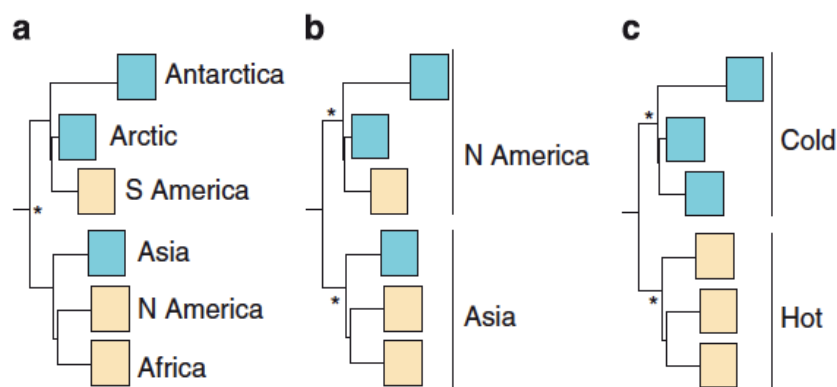 a
Antarctica
Arctic
S America
*
Asia
N America
Africa
b
*
N America
*
Asia
c
*
Cold
*
Hot